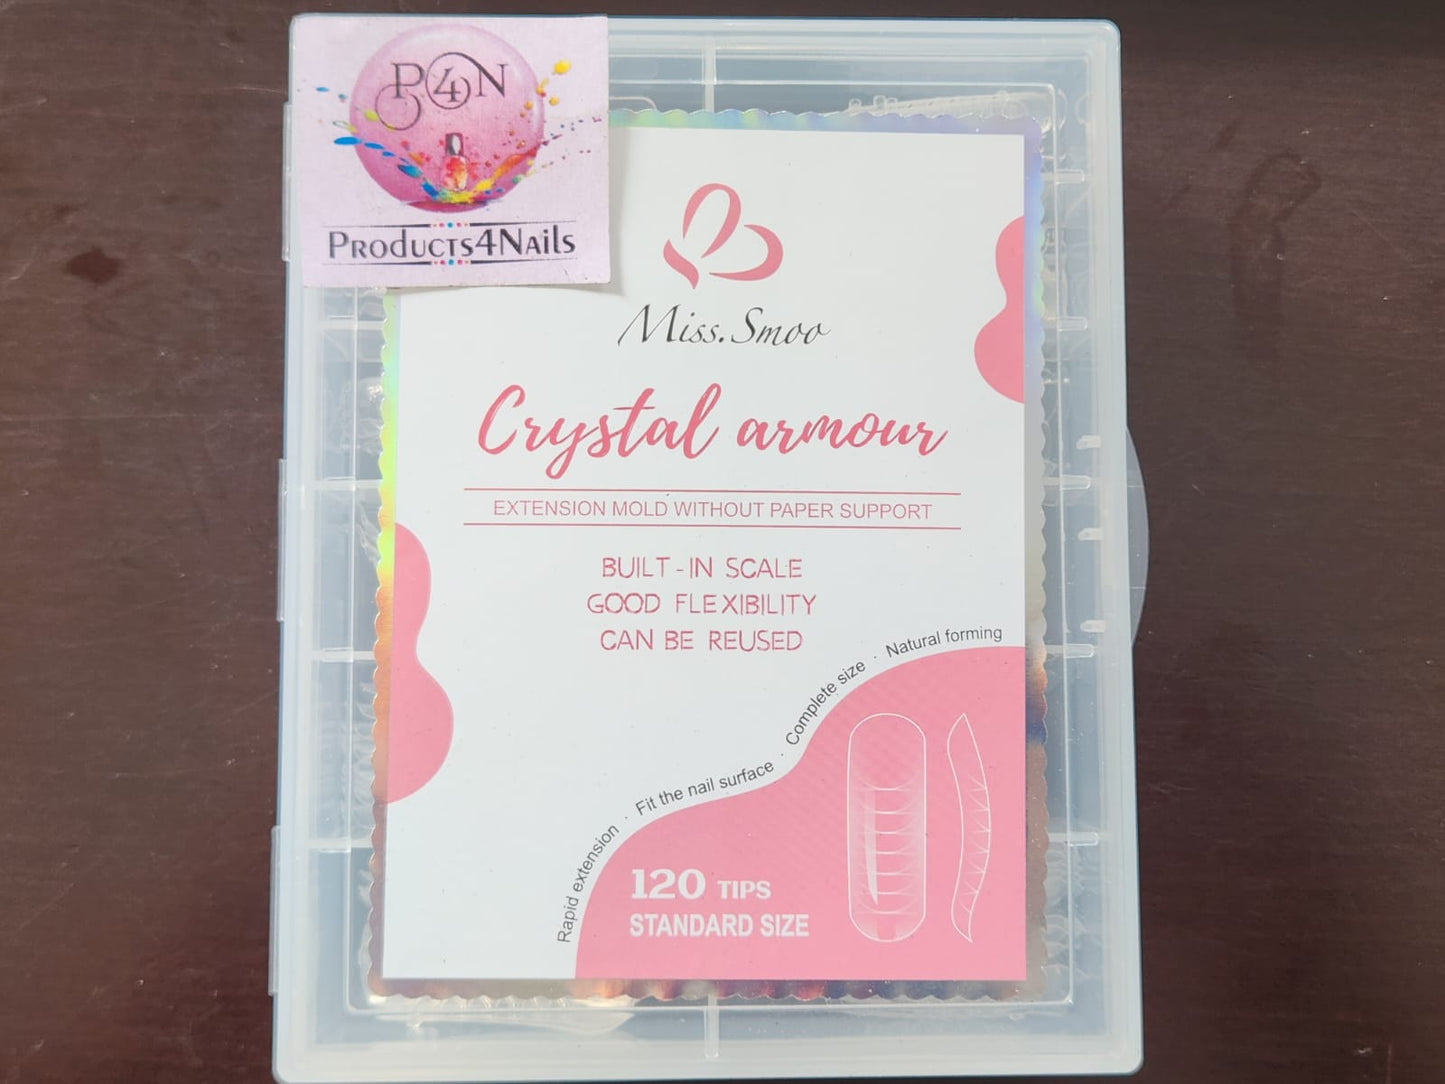 P4N
Products4Nails
Miss.Smoo
Crystal armour
EXTENSION MOLD WITHOUT PAPER SUPPORT
BUILT-IN SCALE
GOOD FLEXIBILITY
CAN BE REUSED
Rapid extension · Fit the nail surface · Complete size · Natural forming
120 TIPS
STANDARD SIZE